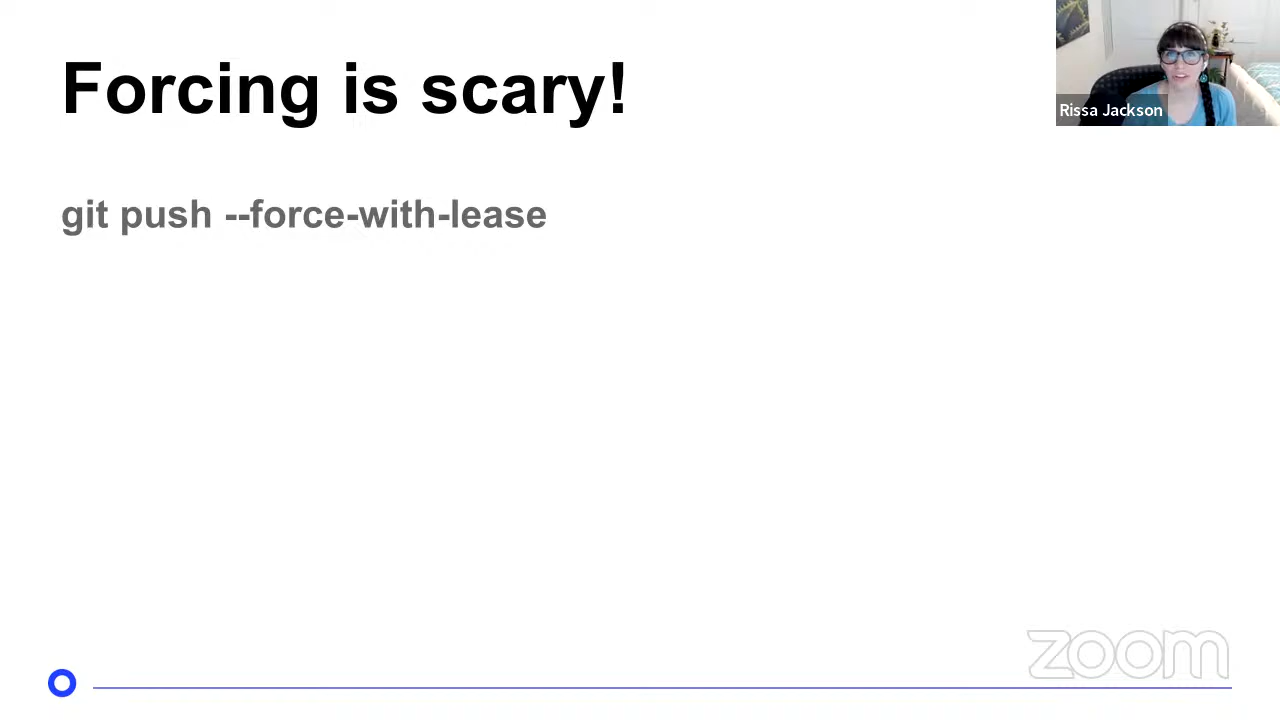 Forcing is scary!
Rissa Jackson
git push --force-with-lease
zoom